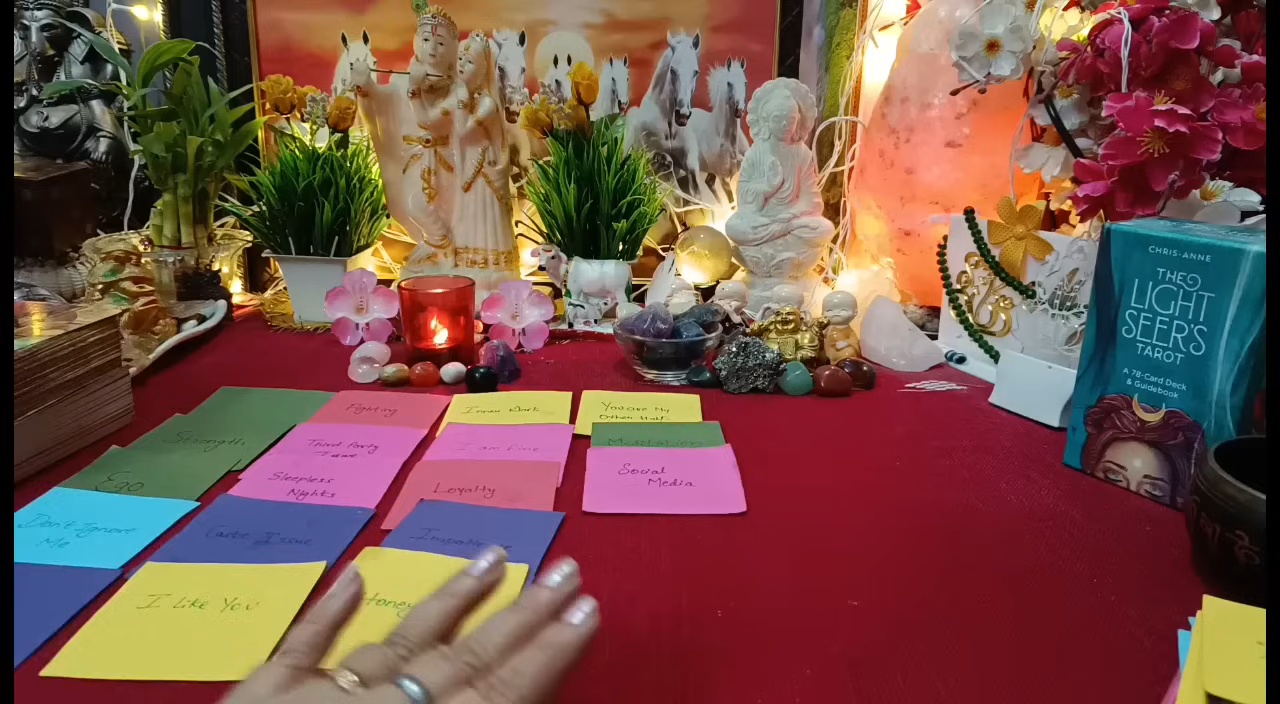 CHRIS-ANNE
THE
LIGHT
SEER'S
TAROT
A 78-Card Deck
& Guidebook
Fighting
Inner Work
You are My
Other Half
Strength
Third Party
Issue
I am Fine
Meditation
Ego
Sleepless
Nights
Loyalty
Social
Media
Don't Ignore
Me
Caste Issue
I Like You
Honey